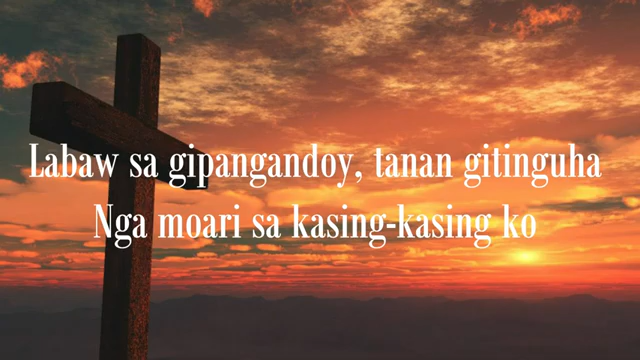 Labaw sa gipangandoy, tanan gitinguha
Nga moari sa kasing-kasing ko